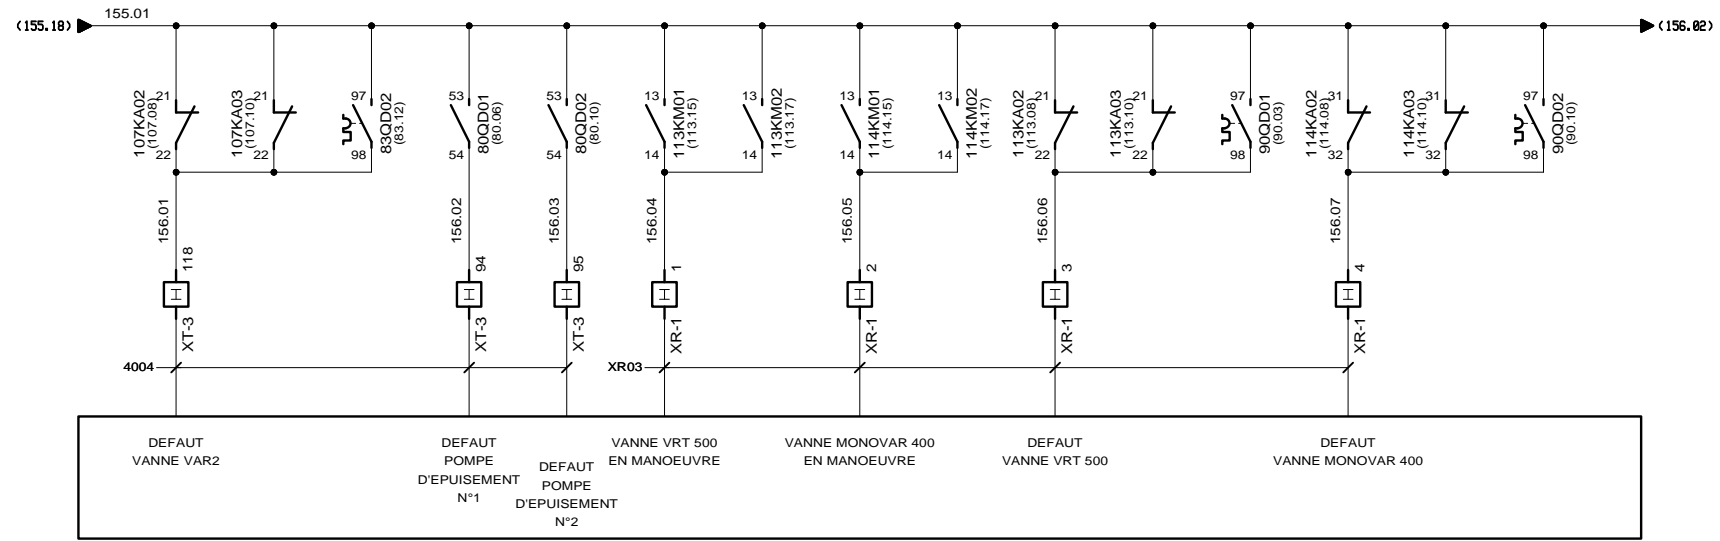 155.01
(155.18)
(156.02)
107KA02
(107.08)
21
22
107KA03
(107.10)
21
22
97
98
83QD02
(83.12)
53
54
80QD01
(80.06)
53
54
80QD02
(80.10)
13
14
113KM01
(113.15)
13
14
113KM02
(113.17)
13
14
114KM01
(114.15)
13
14
114KM02
(114.17)
113KA02
(113.08)
21
22
113KA03
(113.10)
21
22
97
98
90QD01
(90.03)
114KA02
(114.08)
31
32
114KA03
(114.10)
31
32
97
98
90QD02
(90.10)
156.01
156.02
156.03
156.04
156.05
156.06
156.07
118
94
95
1
2
3
4
XT-3
XT-3
XT-3
XR-1
XR-1
XR-1
XR-1
4004
XR03
DEFAUT
VANNE VAR2
DEFAUT
POMPE
D'EPUISEMENT
N°1
DEFAUT
POMPE
D'EPUISEMENT
N°2
VANNE VRT 500
EN MANOEUVRE
VANNE MONOVAR 400
EN MANOEUVRE
DEFAUT
VANNE VRT 500
DEFAUT
VANNE MONOVAR 400